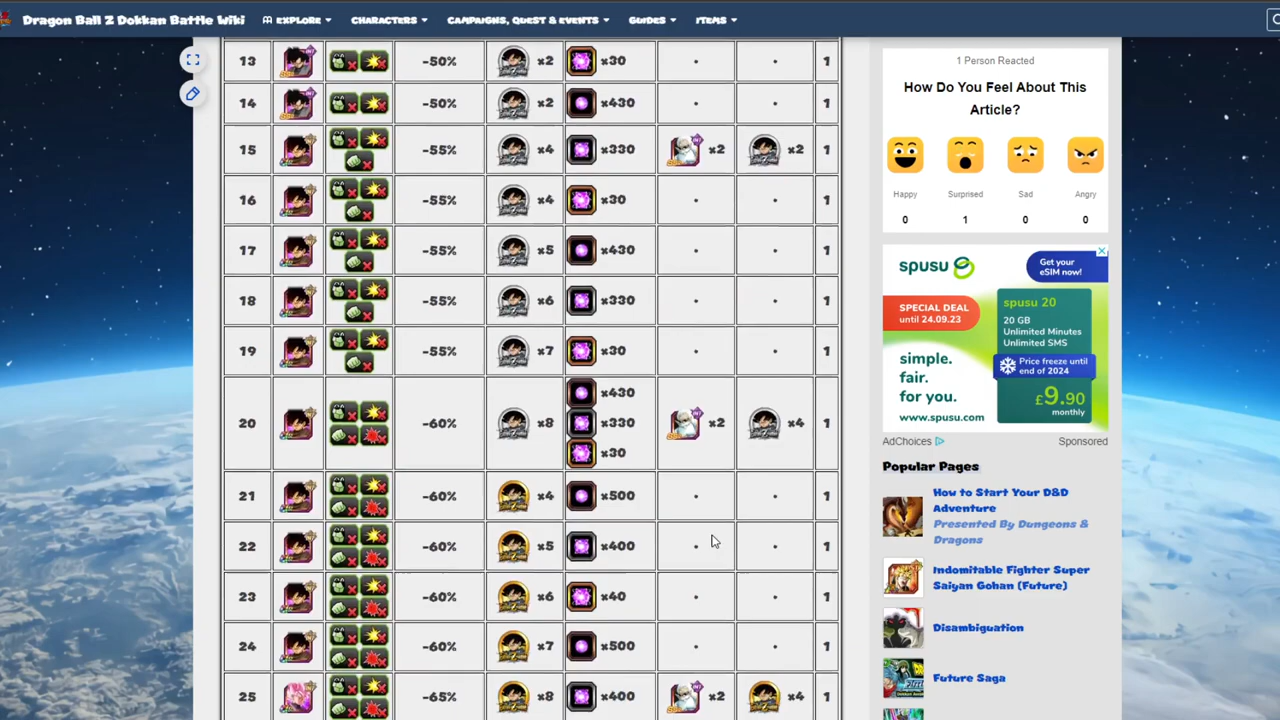 Dragon Ball Z Dokkan Battle Wiki EXPLORE CHARACTERS CAMPAIGNS, QUEST & EVENTS GUIDES ITEMS
13 -50% x2 x30 • • 1
14 -50% x2 x430 • • 1
15 -55% x4 x330 x2 x2 1
16 -55% x4 x30 • • 1
17 -55% x5 x430 • • 1
18 -55% x6 x330 • • 1
19 -55% x7 x30 • • 1
x430
20 -60% x8 x330 x2 x4 1
x30
21 -60% x4 x500 • • 1
22 -60% x5 x400 • • 1
23 -60% x6 x40 • • 1
24 -60% x7 x500 • • 1
25 -65% x8 x400 x2 x4 1
1 Person Reacted
How Do You Feel About This
Article?
Happy Surprised Sad Angry
0 1 0 0
spusu
Get your
eSIM now!
SPECIAL DEAL
until 24.09.23
spusu 20
20 GB
Unlimited Minutes
Unlimited SMS
Price freeze until
end of 2024
simple.
fair.
for you.
www.spusu.com
£9.90
monthly
AdChoices Sponsored
Popular Pages
How to Start Your D&D
Adventure
Presented By Dungeons &
Dragons
Indomitable Fighter Super
Saiyan Gohan (Future)
Disambiguation
Future Saga